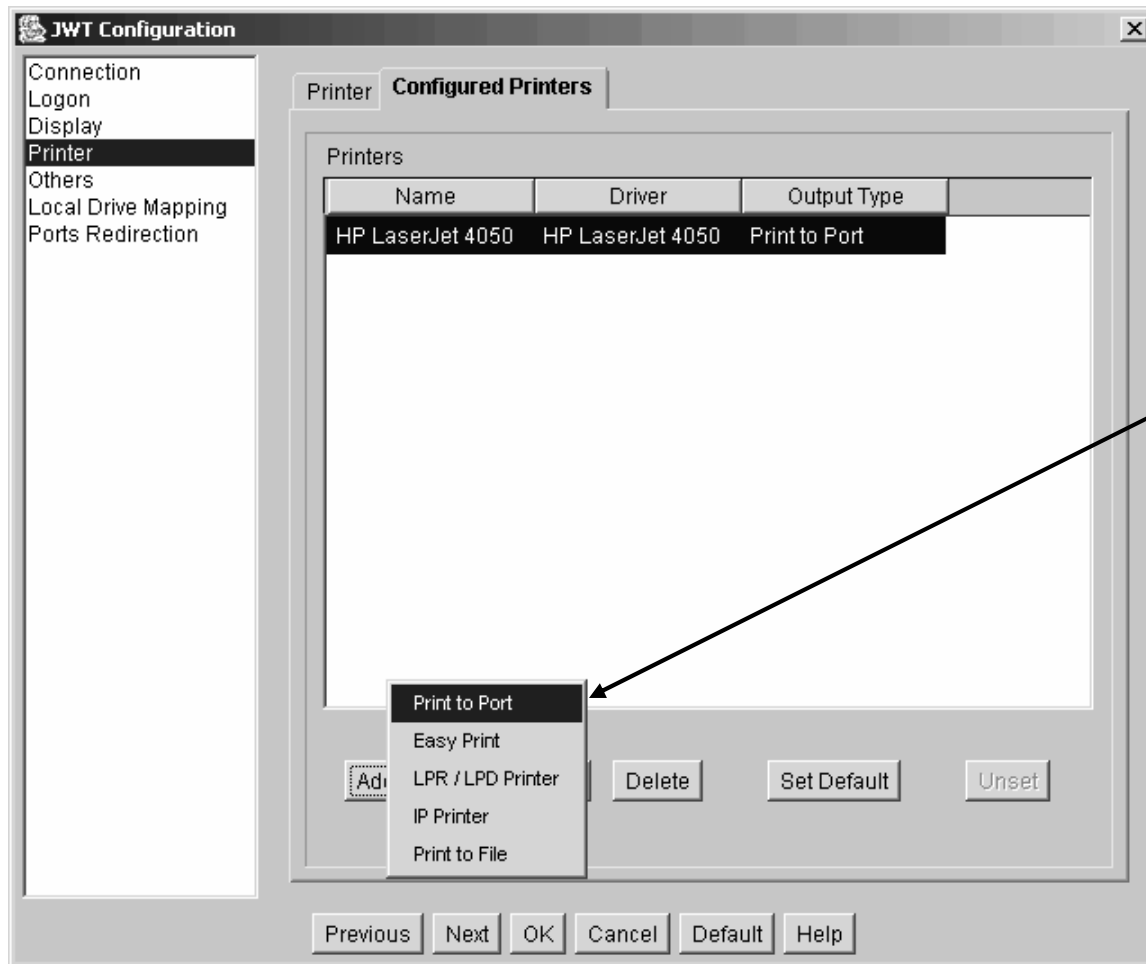 JWT Configuration
Connection
Logon
Display
Printer
Others
Local Drive Mapping
Ports Redirection
Printer Configured Printers
Printers
Name Driver Output Type
HP LaserJet 4050 HP LaserJet 4050 Print to Port
Print to Port
Easy Print
LPR / LPD Printer
IP Printer
Print to File
Delete Set Default Unset
Previous Next OK Cancel Default Help